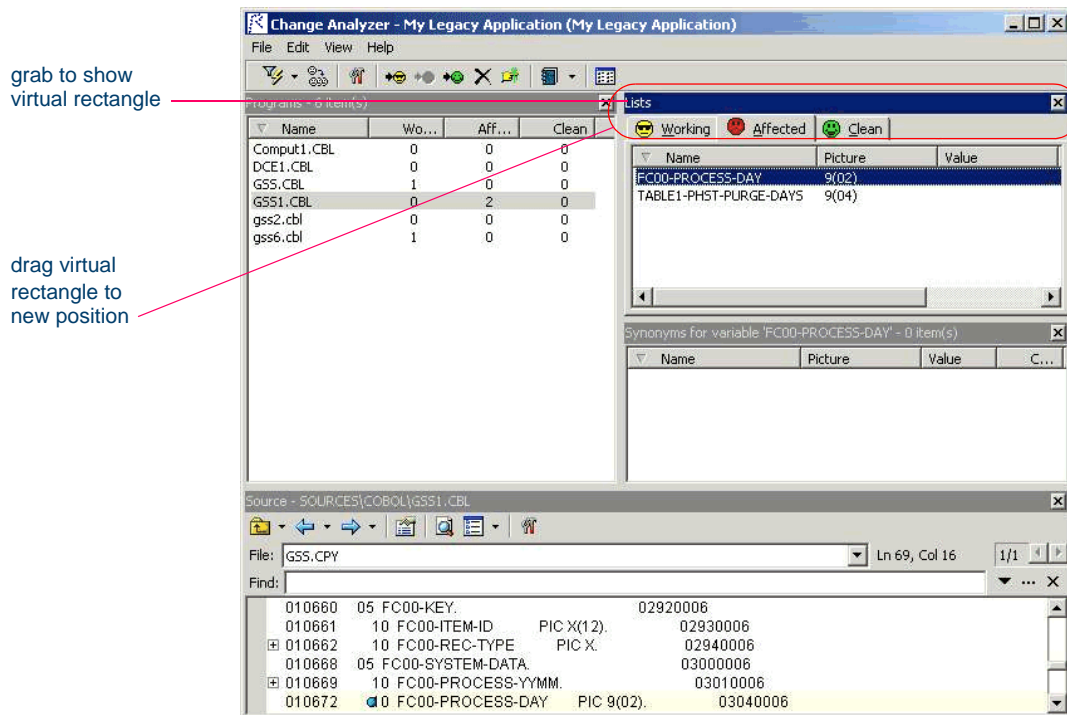 Change Analyzer - My Legacy Application (My Legacy Application)
File Edit View Help
grab to show
virtual rectangle
Programs - 6 item(s)
Name Wo... Aff... Clean
Comput1.CBL 0 0 0
DCE1.CBL 0 0 0
GSS.CBL 1 0 0
GSS1.CBL 0 2 0
gss2.cbl 0 0 0
gss6.cbl 1 0 0
drag virtual
rectangle to
new position
Lists
Working Affected Clean
Name Picture Value
FC00-PROCESS-DAY 9(02)
TABLE1-PHST-PURGE-DAYS 9(04)
Synonyms for variable 'FC00-PROCESS-DAY' - 0 item(s)
Name Picture Value C...
Source - SOURCES\COBOL\GSS1.CBL
File: GSS.CPY Ln 69, Col 16 1/1
Find:
010660 05 FC00-KEY. 02920006
010661 10 FC00-ITEM-ID PIC X(12). 02930006
010662 10 FC00-REC-TYPE PIC X. 02940006
010668 05 FC00-SYSTEM-DATA. 03000006
010669 10 FC00-PROCESS-YYMM. 03010006
010672 0 FC00-PROCESS-DAY PIC 9(02). 03040006